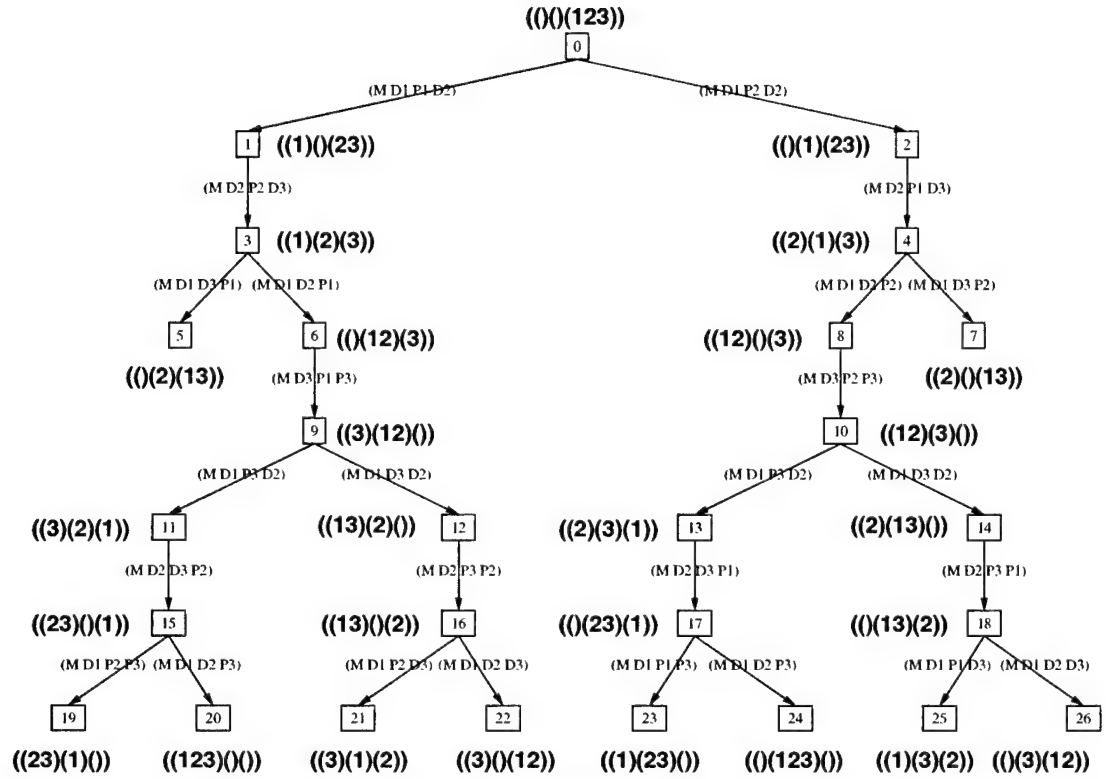 (()()(123))
0
(M D1 P1 D2) (M D1 P2 D2)
1 ((1)()(23)) (()(1)(23)) 2
(M D2 P2 D3) (M D2 P1 D3)
3 ((1)(2)(3)) ((2)(1)(3)) 4
(M D1 D3 P1) (M D1 D2 P1) (M D1 D2 P2) (M D1 D3 P2)
5 6 (()(12)(3)) ((12)()(3)) 8 7
(()(2)(13)) (M D3 P1 P3) (M D3 P2 P3) ((2)()(13))
9 ((3)(12)()) 10 ((12)(3)())
(M D1 P3 D2) (M D1 D3 D2) (M D1 P3 D2) (M D1 D3 D2)
((3)(2)(1)) 11 ((13)(2)()) 12 ((2)(3)(1)) 13 ((2)(13)()) 14
(M D2 D3 P2) (M D2 P3 P2) (M D2 D3 P1) (M D2 P3 P1)
((23)()(1)) 15 ((13)()(2)) 16 (()(23)(1)) 17 (()(13)(2)) 18
(M D1 P2 P3) (M D1 D2 P3) (M D1 P2 D3) (M D1 D2 D3) (M D1 P1 P3) (M D1 D2 P3) (M D1 P1 D3) (M D1 D2 D3)
19 20 21 22 23 24 25 26
((23)(1)()) ((123)()()) ((3)(1)(2)) ((3)()(12)) ((1)(23)()) (()(123)()) ((1)(3)(2)) (()(3)(12))